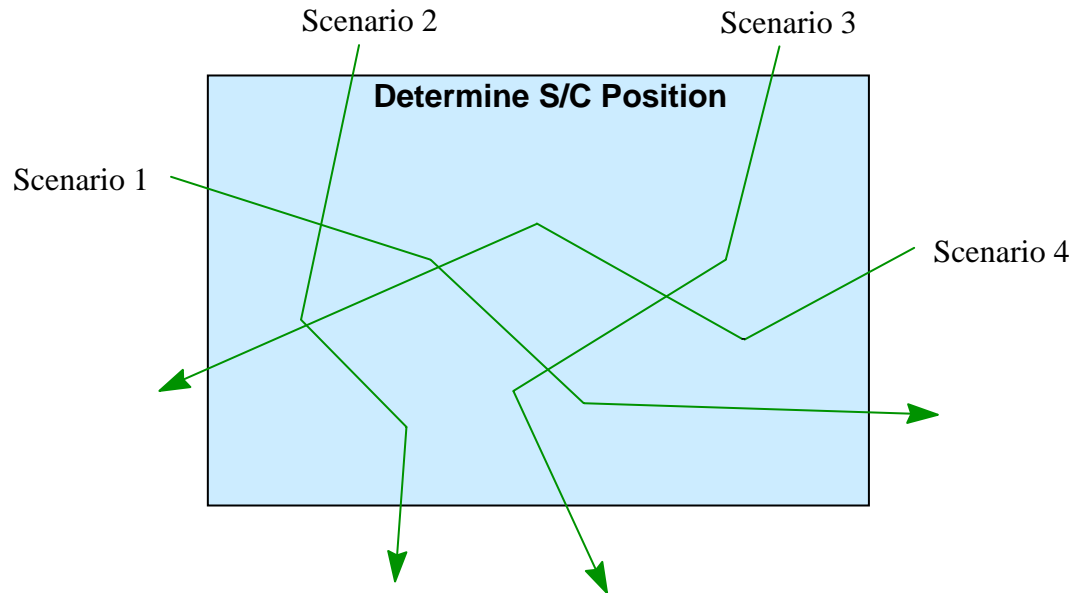 Scenario 2
Scenario 3
Determine S/C Position
Scenario 1
Scenario 4